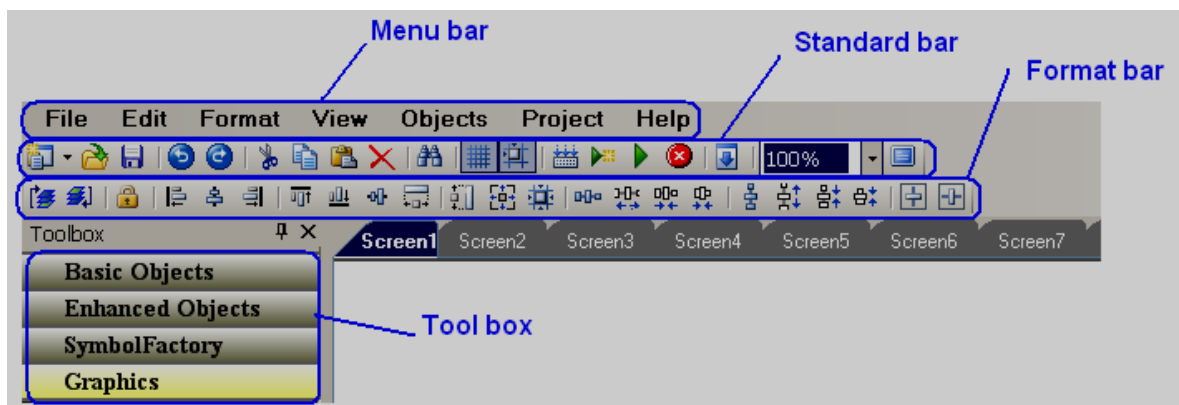 Menu bar
Standard bar
Format bar
File Edit Format View Objects Project Help
100%
Toolbox
Screen1 Screen2 Screen3 Screen4 Screen5 Screen6 Screen7
Basic Objects
Enhanced Objects
Tool box
SymbolFactory
Graphics